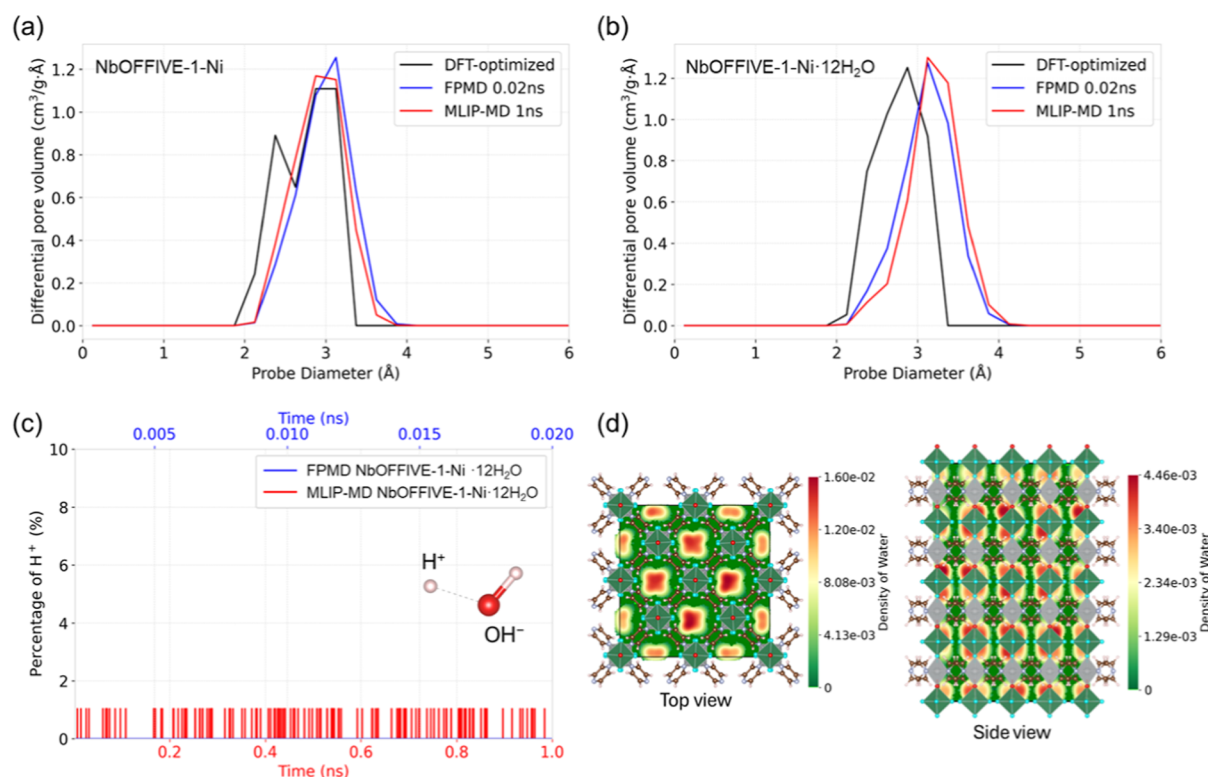 (a)
NbOFFIVE-1-Ni
DFT-optimized
FPMD 0.02ns
MLIP-MD 1ns
Differential pore volume (cm³/g·Å)
1.2
1.0
0.8
0.6
0.4
0.2
0.0
0 1 2 3 4 5 6
Probe Diameter (Å)
(b)
NbOFFIVE-1-Ni·12H₂O
DFT-optimized
FPMD 0.02ns
MLIP-MD 1ns
Differential pore volume (cm³/g·Å)
1.2
1.0
0.8
0.6
0.4
0.2
0.0
0 1 2 3 4 5 6
Probe Diameter (Å)
(c)
Time (ns)
0.005 0.010 0.015 0.020
FPMD NbOFFIVE-1-Ni ·12H₂O
MLIP-MD NbOFFIVE-1-Ni·12H₂O
Percentage of H⁺ (%)
10
8
6
4
2
0
H⁺
OH⁻
0.2 0.4 0.6 0.8 1.0
Time (ns)
(d)
1.60e-02
1.20e-02
8.08e-03
4.13e-03
0
Density of Water
Top view
4.46e-03
3.40e-03
2.34e-03
1.29e-03
0
Density of Water
Side view